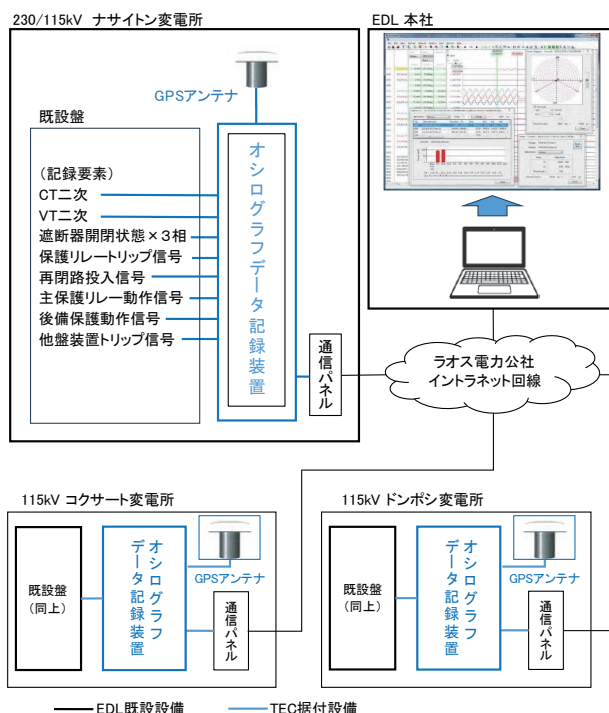 230/115kV ナサイトン変電所
EDL 本社
GPSアンテナ
既設盤
(記録要素)
CT二次
VT二次
遮断器開閉状態×3相
保護リレートリップ信号
再閉路投入信号
主保護リレー動作信号
後備保護動作信号
他盤装置トリップ信号
オシログラフデータ記録装置
通信パネル
ラオス電力公社
イントラネット回線
115kV コクサート変電所
既設盤
(同上)
オシログラフ
データ記録装置
GPSアンテナ
通信パネル
115kV ドンポシ変電所
既設盤
(同上)
オシログラフ
データ記録装置
GPSアンテナ
通信パネル
EDL既設設備
TEC据付設備